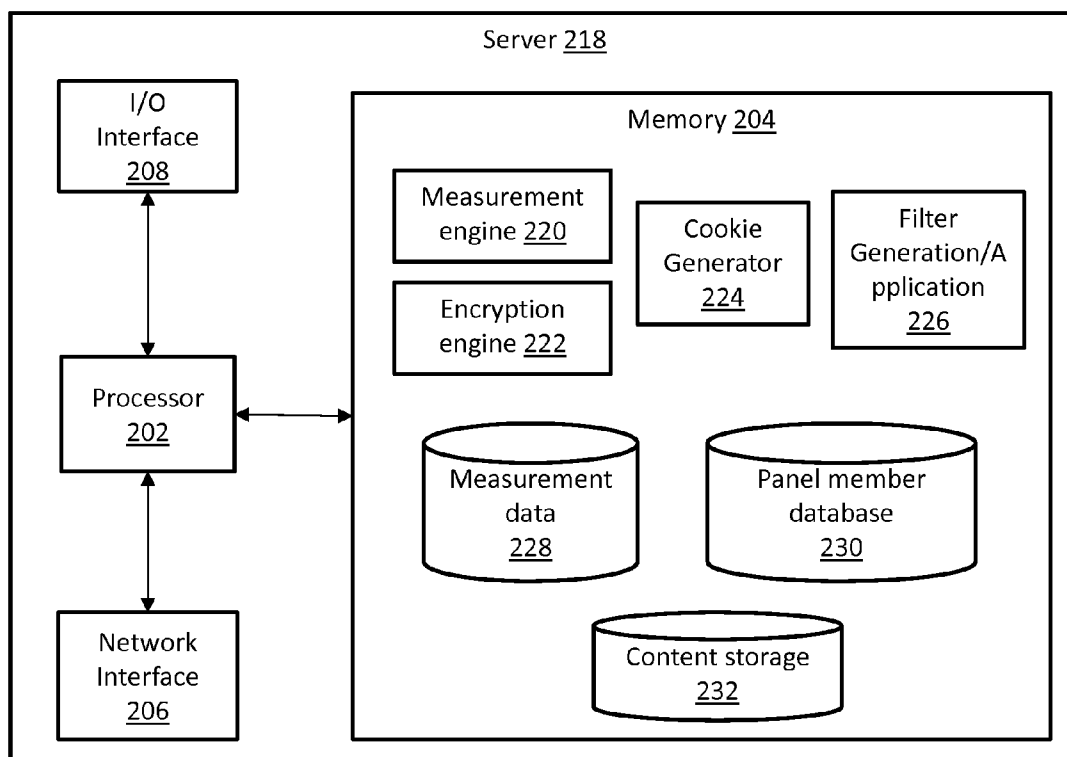 Server 218
I/O
Interface
208
Memory 204
Measurement
engine 220
Cookie
Generator
224
Filter
Generation/A
pplication
226
Encryption
engine 222
Processor
202
Measurement
data
228
Panel member
database
230
Network
Interface
206
Content storage
232